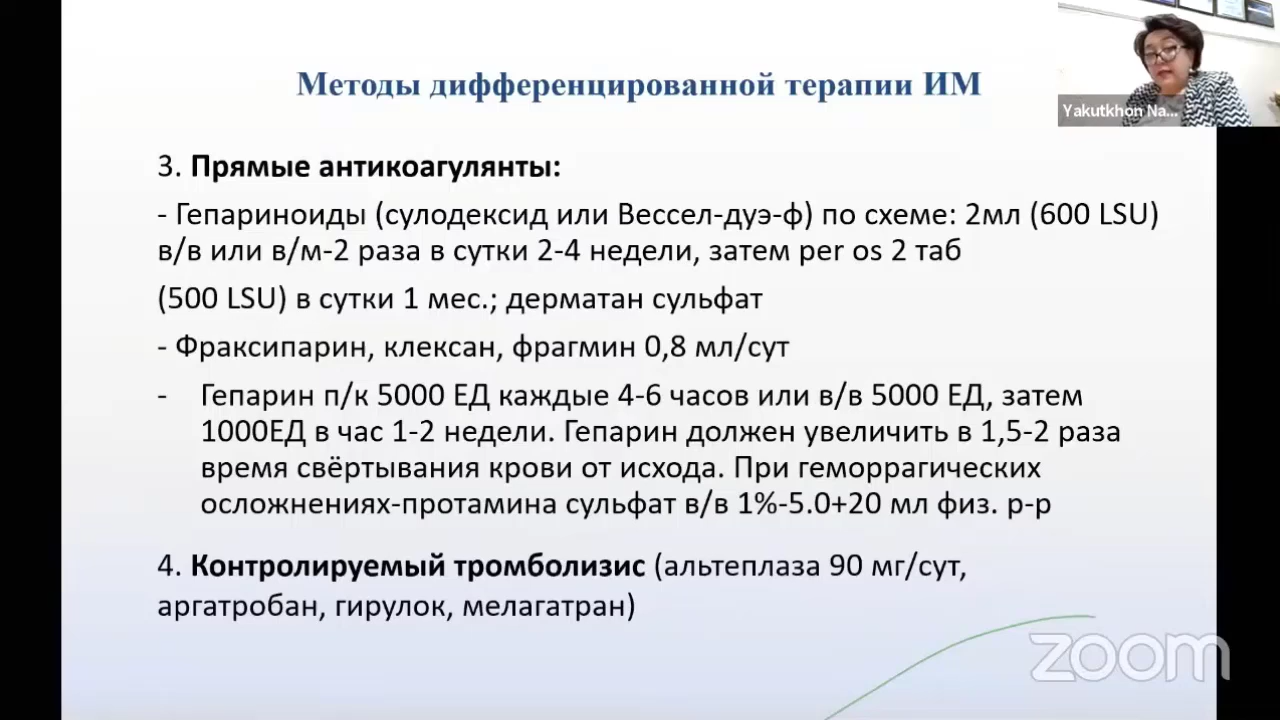 Методы дифференцированной терапии ИМ
Yakutkhon Na...
3. Прямые антикоагулянты:
- Гепариноиды (сулодексид или Вессел-дуэ-ф) по схеме: 2мл (600 LSU)
в/в или в/м-2 раза в сутки 2-4 недели, затем per os 2 таб
(500 LSU) в сутки 1 мес.; дерматан сульфат
- Фраксипарин, клексан, фрагмин 0,8 мл/сут
- Гепарин п/к 5000 ЕД каждые 4-6 часов или в/в 5000 ЕД, затем
1000ЕД в час 1-2 недели. Гепарин должен увеличить в 1,5-2 раза
время свёртывания крови от исхода. При геморрагических
осложнениях-протамина сульфат в/в 1%-5.0+20 мл физ. р-р
4. Контролируемый тромболизис (альтеплаза 90 мг/сут,
аргатробан, гирулок, мелагатран)
zoom